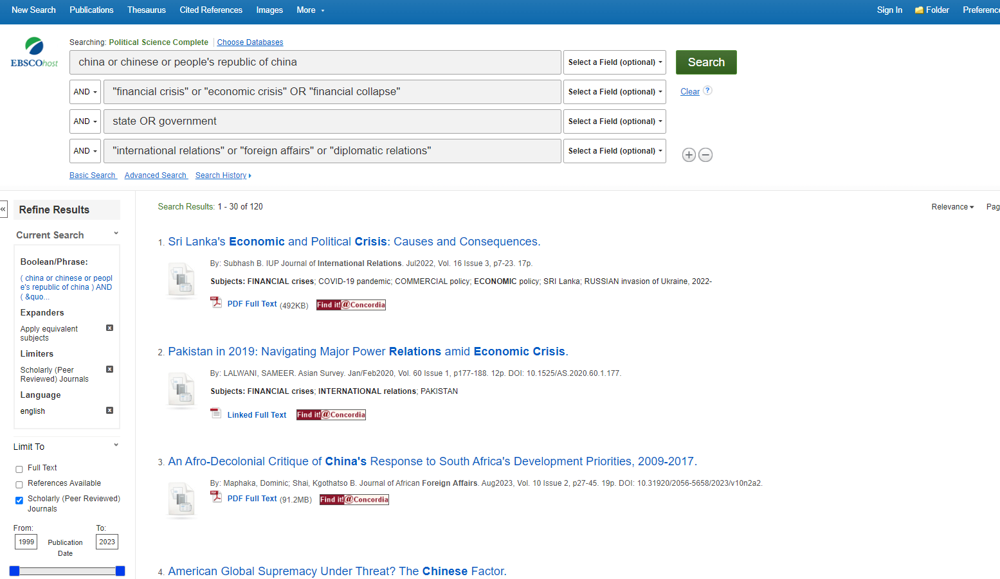 New Search Publications Thesaurus Cited References Images More Sign In Folder Preference
EBSCOhost
Searching: Political Science Complete Choose Databases
china or chinese or people's republic of china Select a Field (optional) Search
AND "financial crisis" or "economic crisis" OR "financial collapse" Select a Field (optional) Clear ?
AND state OR government Select a Field (optional)
AND "international relations" or "foreign affairs" or "diplomatic relations" Select a Field (optional)
Basic Search Advanced Search Search History
«
Refine Results
Current Search
Boolean/Phrase:
( china or chinese or peopl
e's republic of china ) AND
( &quo...
Expanders
Apply equivalent
subjects
Limiters
Scholarly (Peer
Reviewed) Journals
Language
english
Limit To
Full Text
References Available
Scholarly (Peer Reviewed)
Journals
From: To:
1999 Publication 2023
Date
Search Results: 1 - 30 of 120 Relevance Pag
1. Sri Lanka's Economic and Political Crisis: Causes and Consequences.
By: Subhash B. IUP Journal of International Relations. Jul2022, Vol. 16 Issue 3, p7-23. 17p.
Subjects: FINANCIAL crises; COVID-19 pandemic; COMMERCIAL policy; ECONOMIC policy; SRI Lanka; RUSSIAN invasion of Ukraine, 2022-
PDF PDF Full Text (492KB) Find it!@Concordia
2. Pakistan in 2019: Navigating Major Power Relations amid Economic Crisis.
By: LALWANI, SAMEER. Asian Survey. Jan/Feb2020, Vol. 60 Issue 1, p177-188. 12p. DOI: 10.1525/AS.2020.60.1.177.
Subjects: FINANCIAL crises; INTERNATIONAL relations; PAKISTAN
Linked Full Text Find it!@Concordia
3. An Afro-Decolonial Critique of China's Response to South Africa's Development Priorities, 2009-2017.
By: Maphaka, Dominic; Shai, Kgothatso B. Journal of African Foreign Affairs. Aug2023, Vol. 10 Issue 2, p27-45. 19p. DOI: 10.31920/2056-5658/2023/v10n2a2.
PDF PDF Full Text (91.2MB) Find it!@Concordia
4. American Global Supremacy Under Threat? The Chinese Factor.